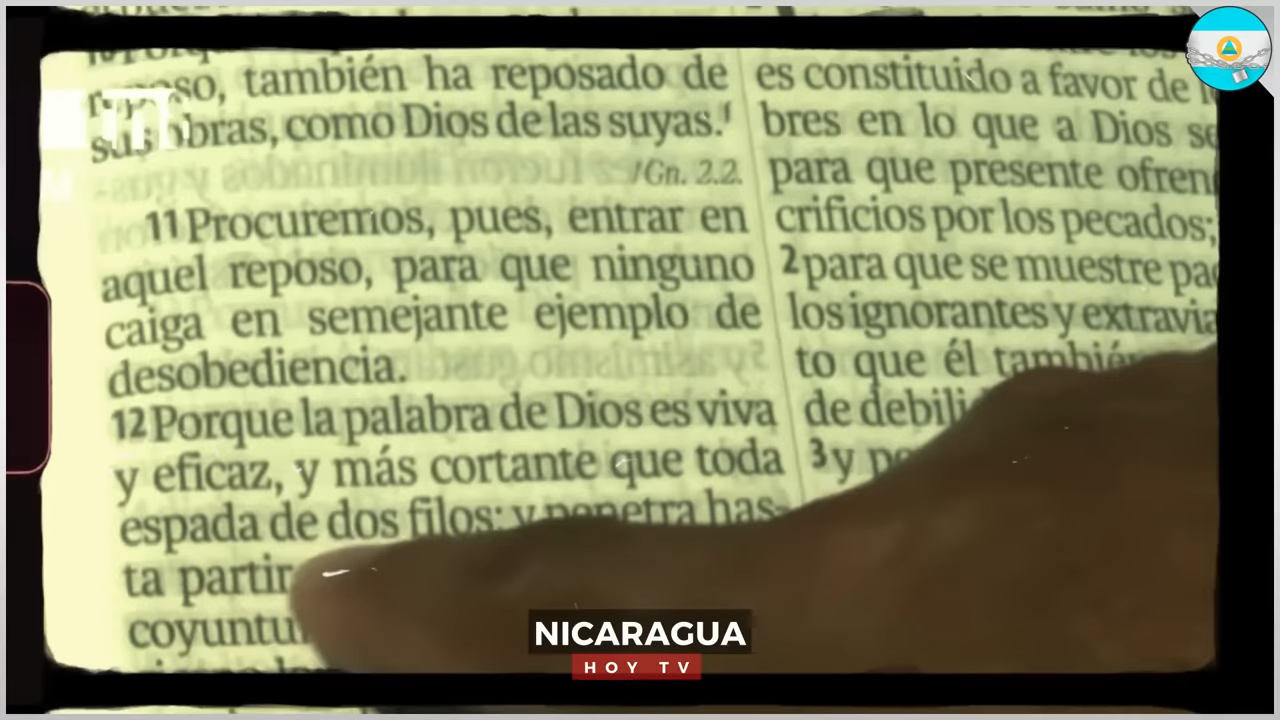 reposo, también ha reposado de
sus obras, como Dios de las suyas.f
f Gn. 2.2.
11 Procuremos, pues, entrar en
aquel reposo, para que ninguno
caiga en semejante ejemplo de
desobediencia.
12 Porque la palabra de Dios es viva
y eficaz, y más cortante que toda
espada de dos filos; y penetra has-
ta partir
coyuntu
es constituido a favor de
bres en lo que a Dios se
para que presente ofren
crificios por los pecados;
2 para que se muestre pac
los ignorantes y extravia
to que él también
de debili
3 y
NICARAGUA
HOY TV